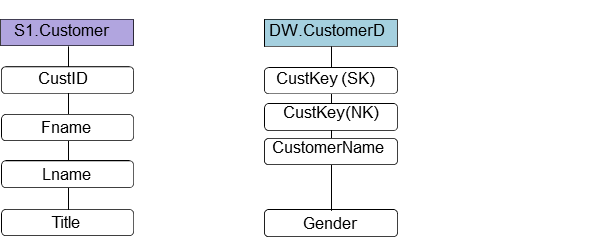 S1.Customer
CustID
Fname
Lname
Title
DW.CustomerD
CustKey (SK)
CustKey(NK)
CustomerName
Gender